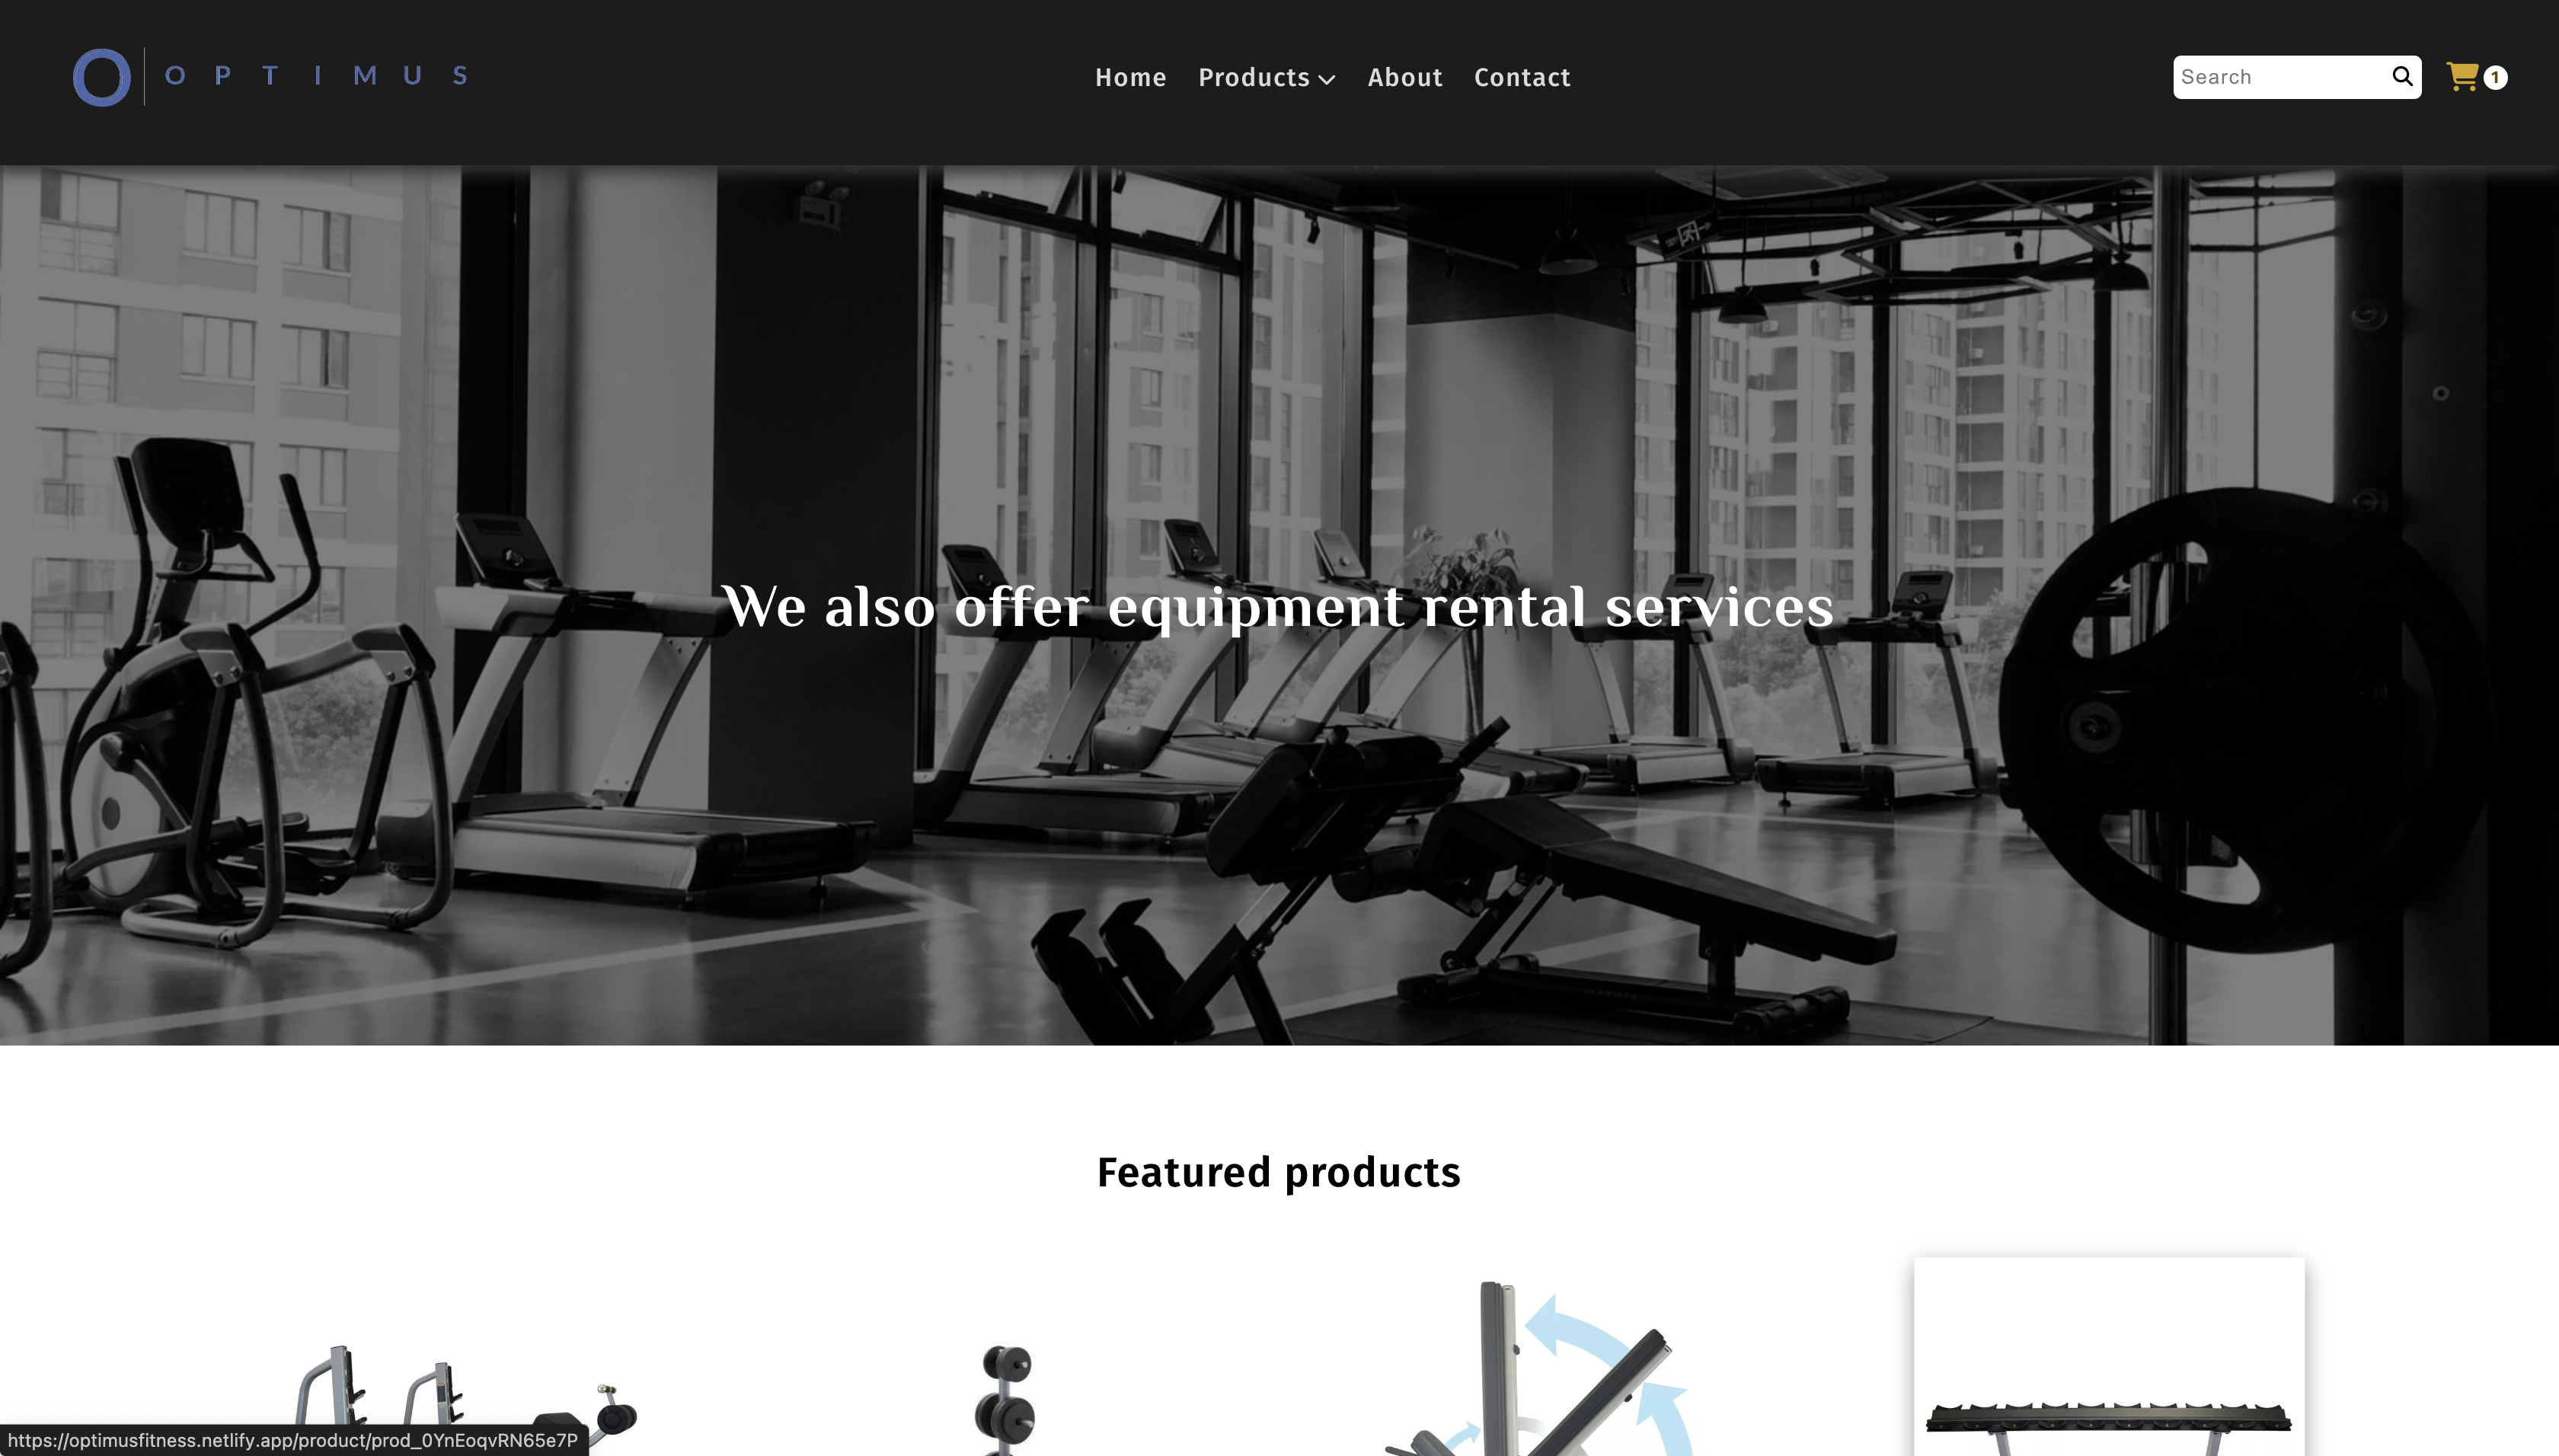 O OPTIMUS
Home Products About Contact
Search
1
We also offer equipment rental services
Featured products
https://optimusfitness.netlify.app/product/prod_0YnEoqvRN65e7P